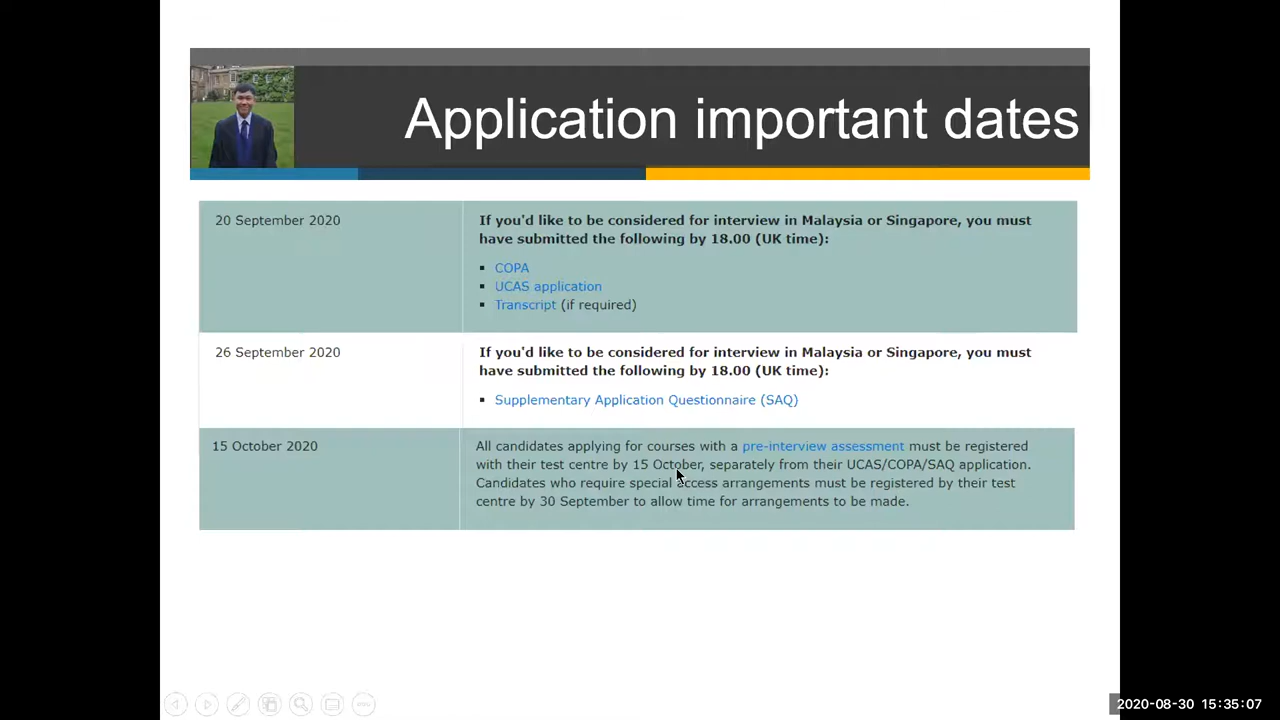 Application important dates
20 September 2020
If you'd like to be considered for interview in Malaysia or Singapore, you must
have submitted the following by 18.00 (UK time):
▪ COPA
▪ UCAS application
▪ Transcript (if required)
26 September 2020
If you'd like to be considered for interview in Malaysia or Singapore, you must
have submitted the following by 18.00 (UK time):
▪ Supplementary Application Questionnaire (SAQ)
15 October 2020
All candidates applying for courses with a pre-interview assessment must be registered
with their test centre by 15 October, separately from their UCAS/COPA/SAQ application.
Candidates who require special access arrangements must be registered by their test
centre by 30 September to allow time for arrangements to be made.
2020-08-30 15:35:07